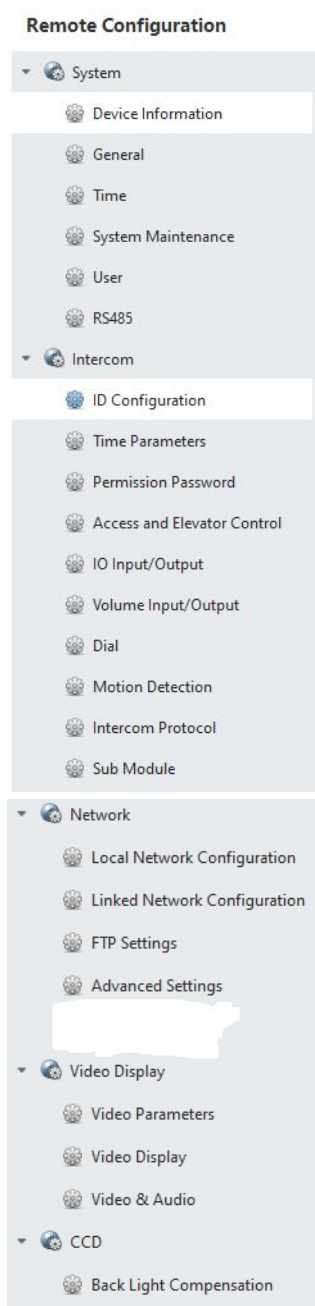 Remote Configuration
System
Device Information
General
Time
System Maintenance
User
RS485
Intercom
ID Configuration
Time Parameters
Permission Password
Access and Elevator Control
IO Input/Output
Volume Input/Output
Dial
Motion Detection
Intercom Protocol
Sub Module
Network
Local Network Configuration
Linked Network Configuration
FTP Settings
Advanced Settings
Video Display
Video Parameters
Video Display
Video & Audio
CCD
Back Light Compensation